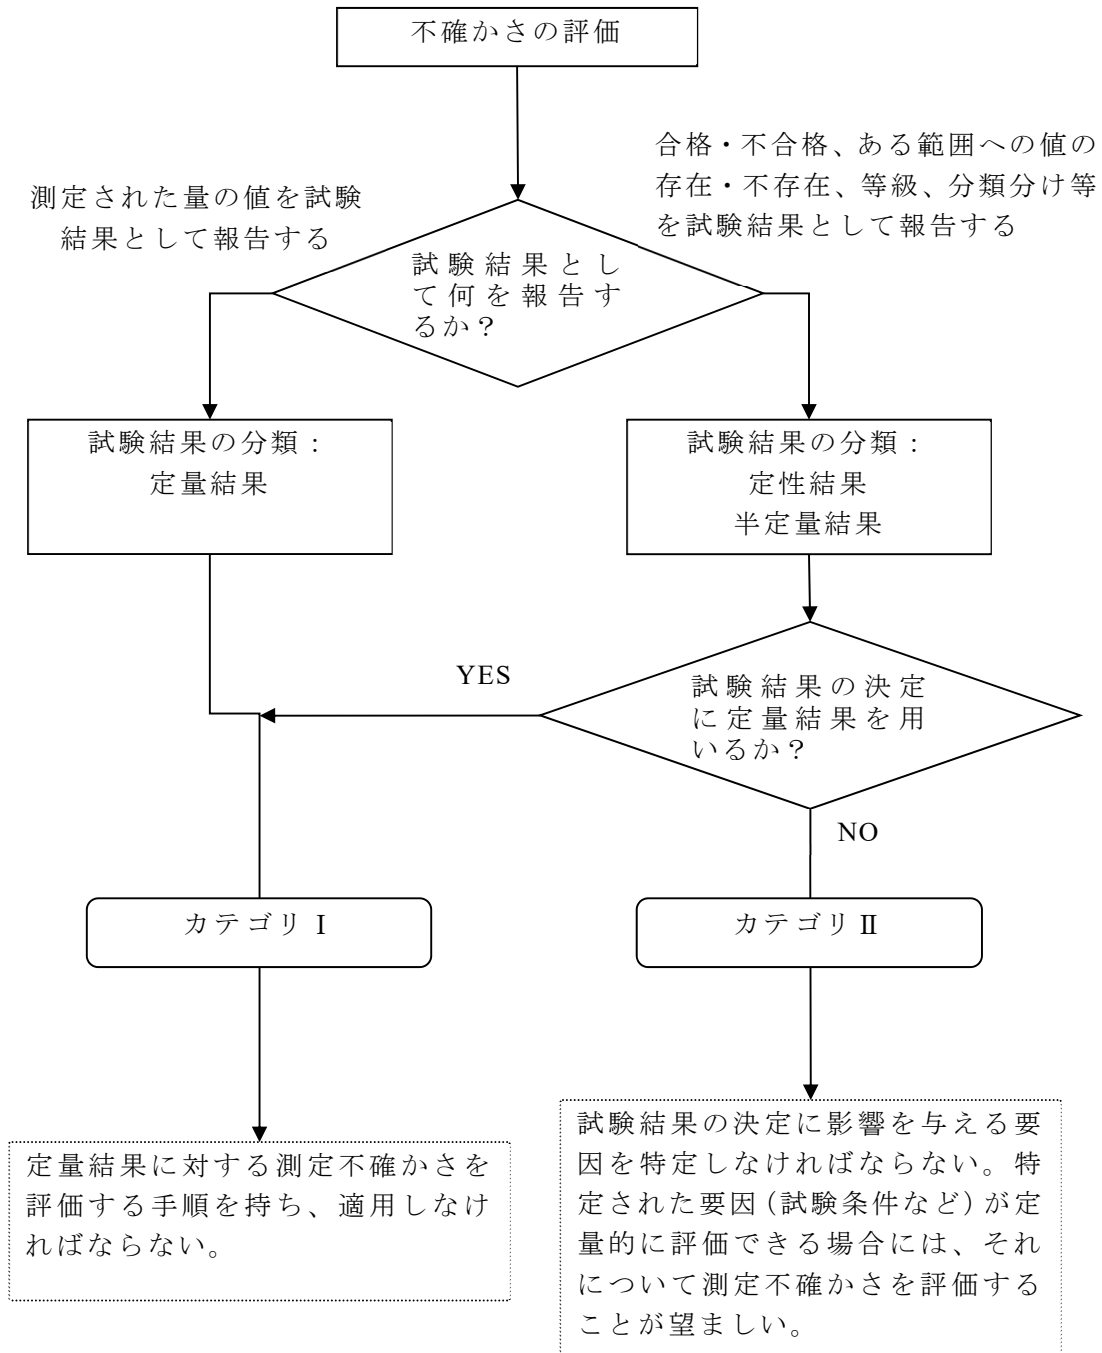 不確かさの評価
合格・不合格、ある範囲への値の
存在・不存在、等級、分類分け等
を試験結果として報告する
測定された量の値を試験
結果として報告する
試験結果とし
て何を報告す
るか？
試験結果の分類：
定量結果
試験結果の分類：
定性結果
半定量結果
YES
試験結果の決定
に定量結果を用
いるか？
NO
カテゴリⅠ
カテゴリⅡ
定量結果に対する測定不確かさを
評価する手順を持ち、適用しなけ
ればならない。
試験結果の決定に影響を与える要
因を特定しなければならない。特
定された要因（試験条件など）が定
量的に評価できる場合には、それ
について測定不確かさを評価する
ことが望ましい。